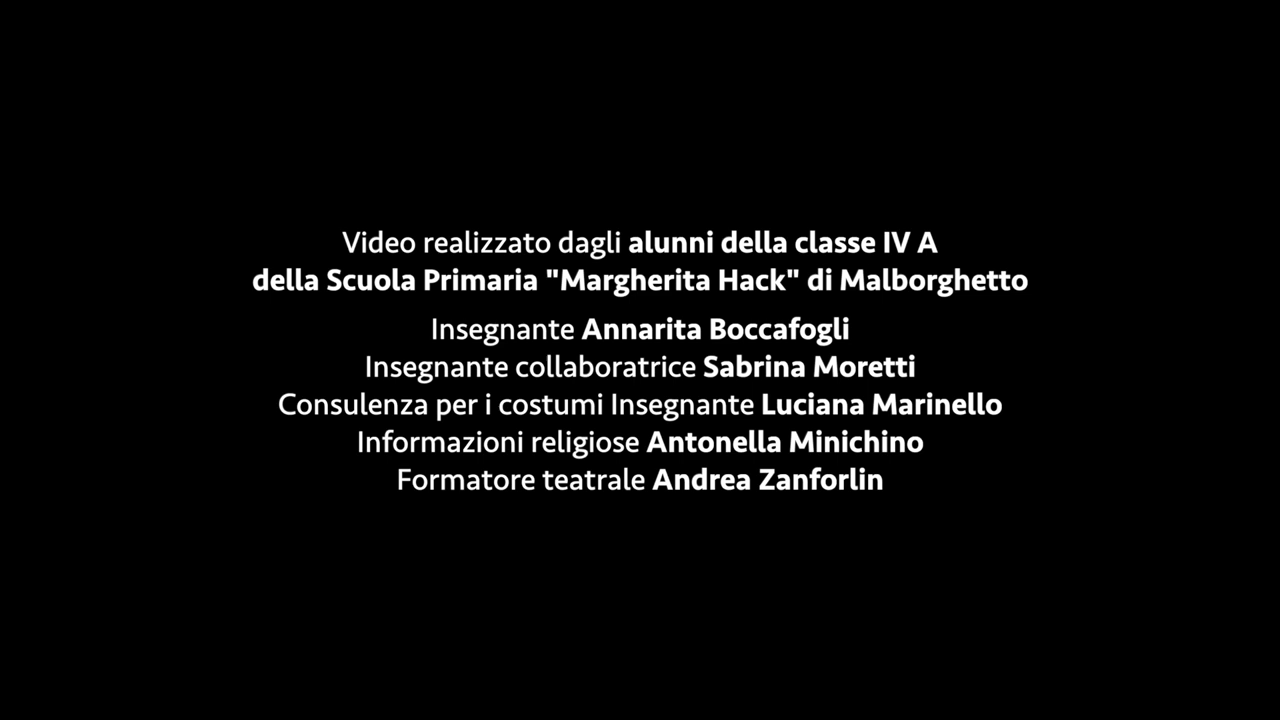 Video realizzato dagli alunni della classe IV A
della Scuola Primaria "Margherita Hack" di Malborghetto
Insegnante Annarita Boccafogli
Insegnante collaboratrice Sabrina Moretti
Consulenza per i costumi Insegnante Luciana Marinello
Informazioni religiose Antonella Minichino
Formatore teatrale Andrea Zanforlin